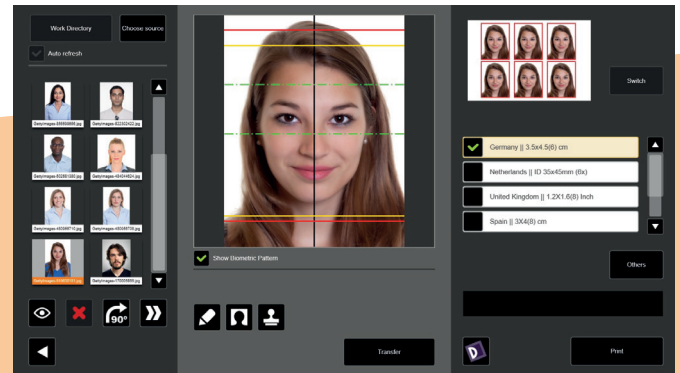 Work Directory
Choose source
Auto refresh
Show Biometric Pattern
90°
Transfer
Switch
Germany || 3.5x4.5(6) cm
Netherlands || ID 35x45mm (6x)
United Kingdom || 1.2X1.6(8) Inch
Spain || 3X4(8) cm
Others
D
Print